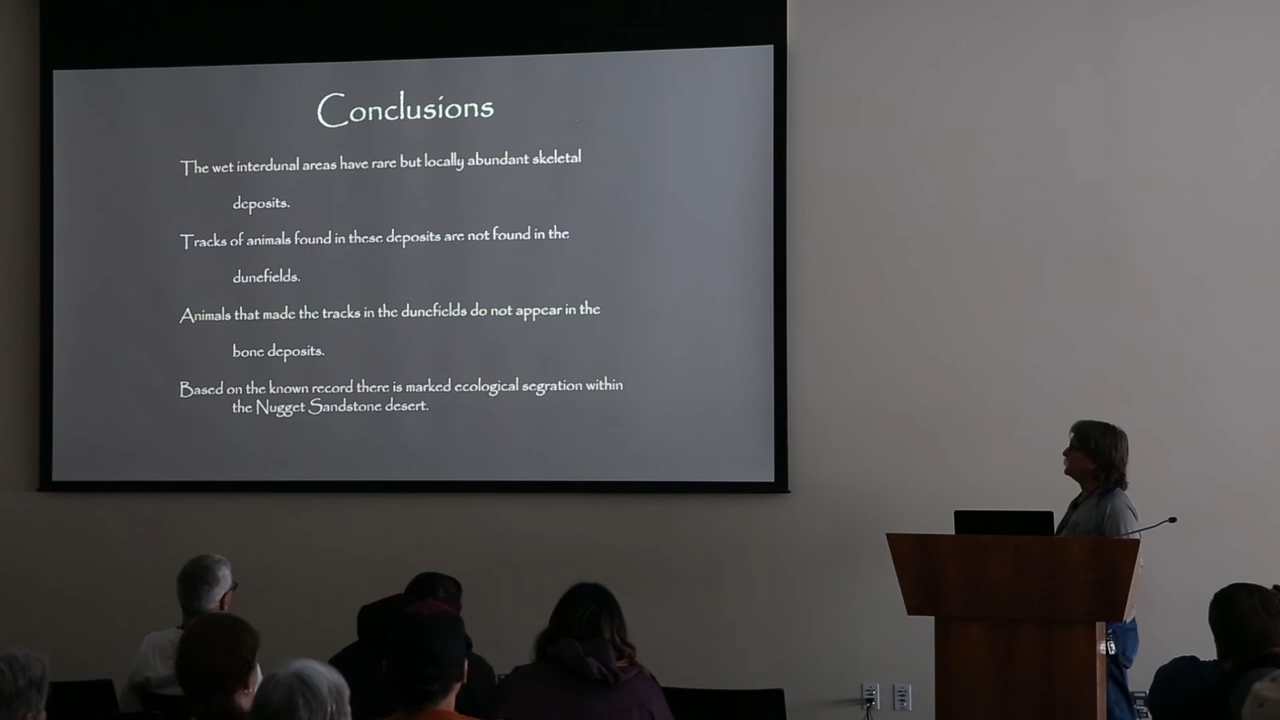 Conclusions
The wet interdunal areas have rare but locally abundant skeletal
deposits.
Tracks of animals found in these deposits are not found in the
dunefields.
Animals that made the tracks in the dunefields do not appear in the
bone deposits.
Based on the known record there is marked ecological segration within
the Nugget Sandstone desert.